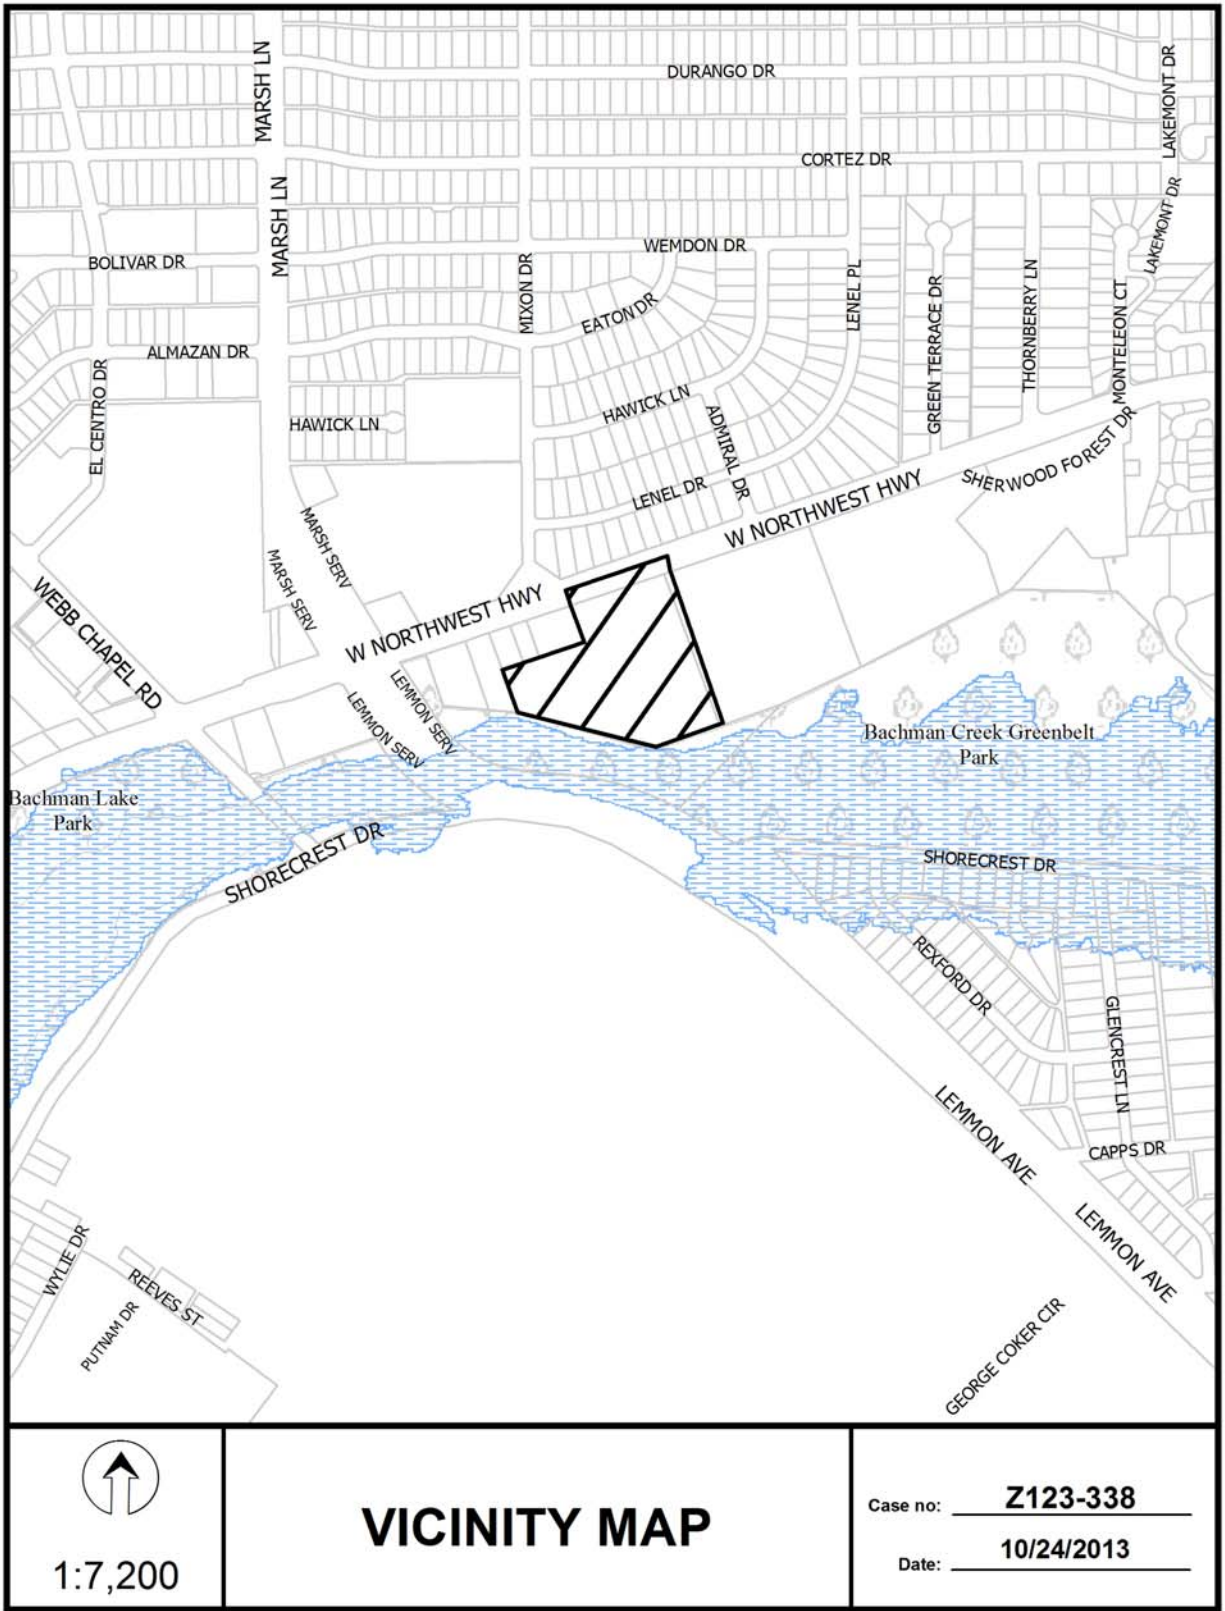 MARSH LN
DURANGO DR
LAKEMONT DR
CORTEZ DR
MARSH LN
LAKEMONT DR
WEMDON DR
BOLIVAR DR
MIXON DR
EATON DR
LENEL PL
GREEN TERRACE DR
THORNBERRY LN
MONTELEON CT
ALMAZAN DR
EL CENTRO DR
HAWICK LN
HAWICK LN
ADMIRAL DR
SHERWOOD FOREST DR
LENEL DR
W NORTHWEST HWY
MARSH SERV
MARSH SERV
WEBB CHAPEL RD
W NORTHWEST HWY
LEMMON SERV
LEMMON SERV
Bachman Creek Greenbelt
Park
Bachman Lake
Park
SHORECREST DR
SHORECREST DR
REXFORD DR
GLENCREST LN
LEMMON AVE
CAPPS DR
LEMMON AVE
WYLIE DR
REEVES ST
PUTNAM DR
GEORGE COKER CIR
1:7,200
VICINITY MAP
Case no: Z123-338
Date: 10/24/2013